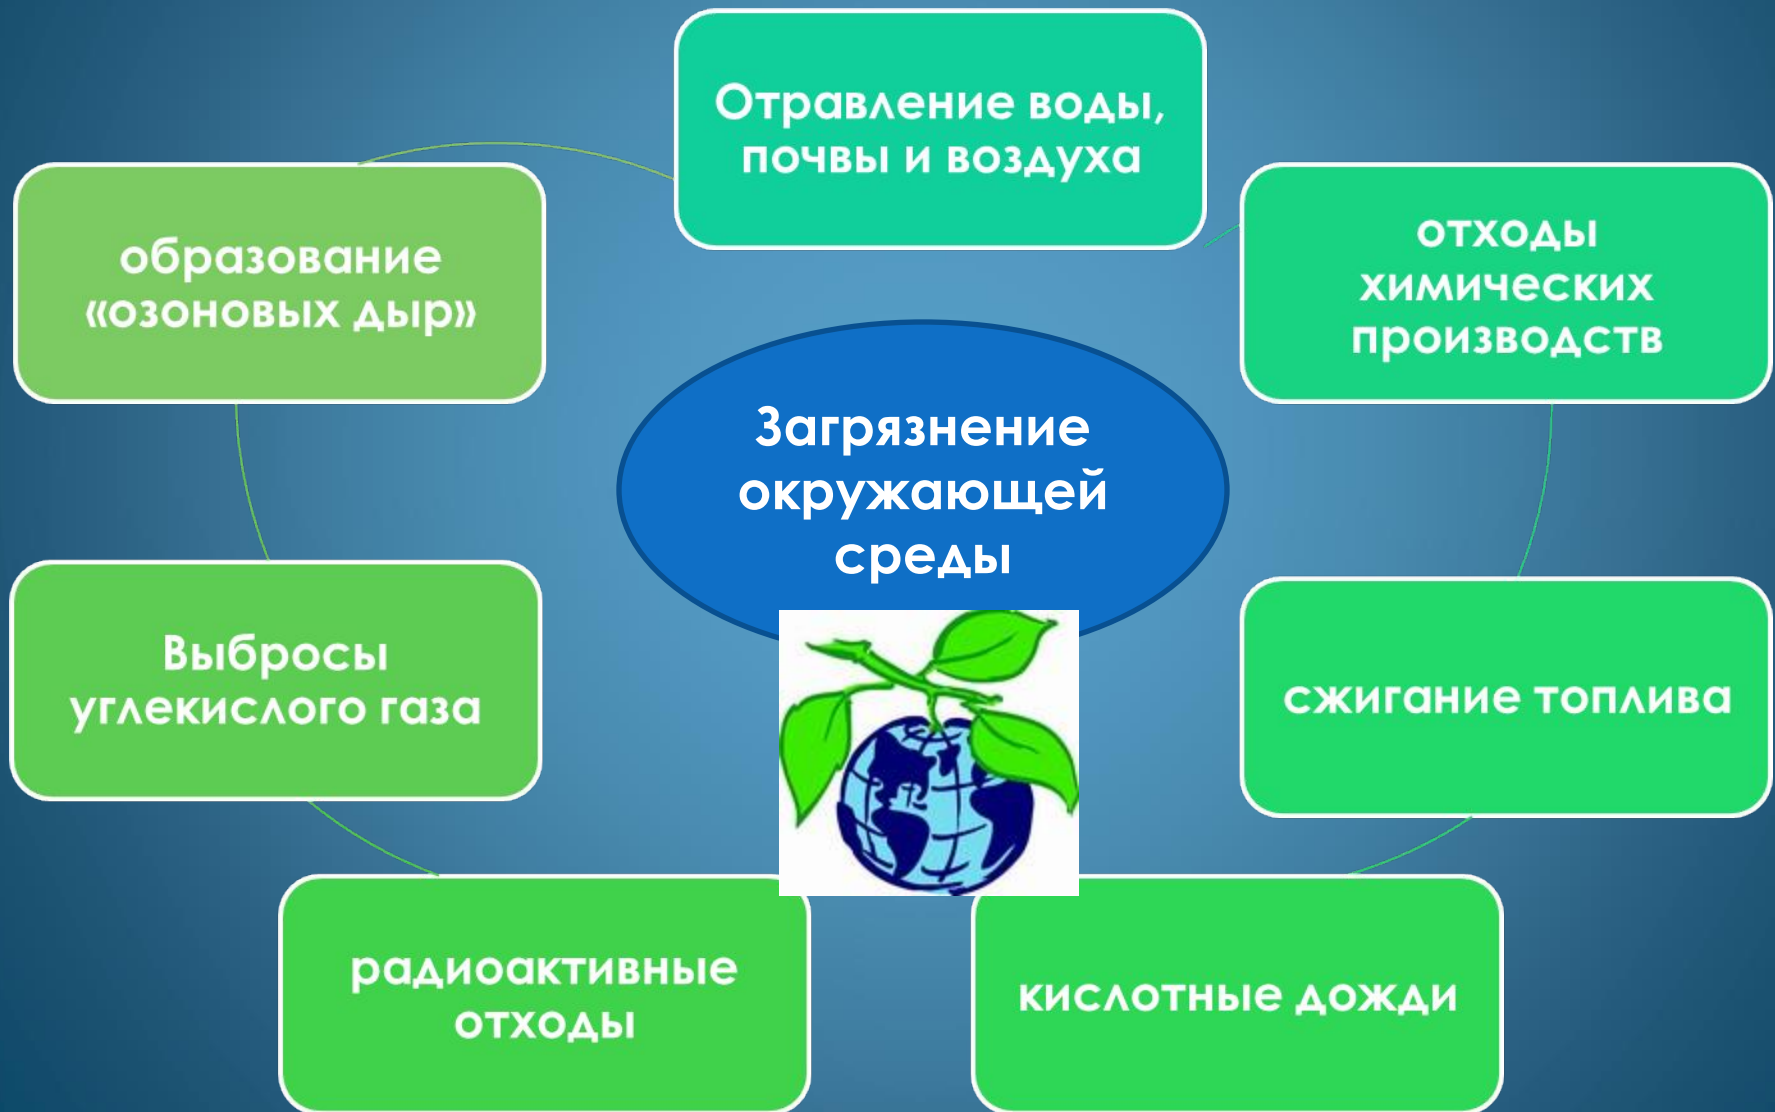 Отравление воды,
почвы и воздуха
отходы
химических
производств
сжигание топлива
кислотные дожди
радиоактивные
отходы
Выбросы
углекислого газа
образование
«озоновых дыр»
Загрязнение
окружающей
среды